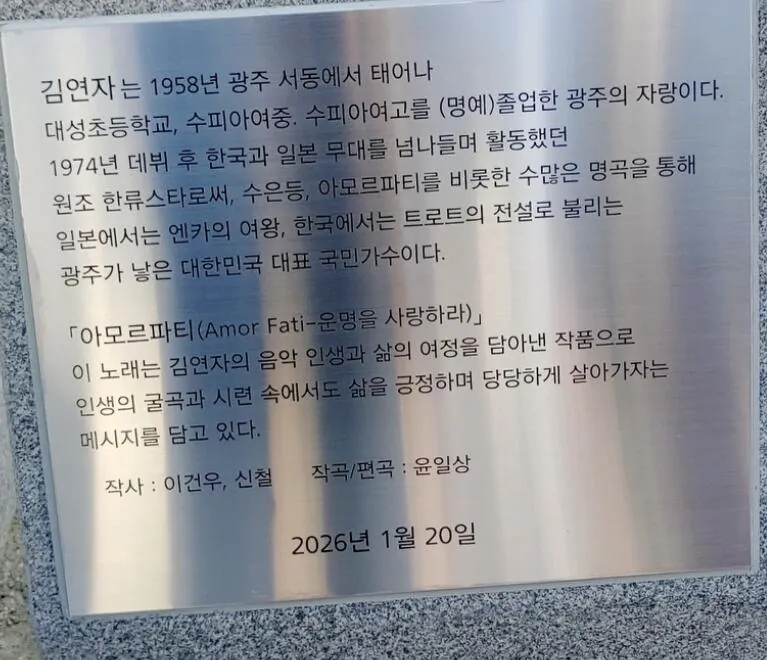 김연자는 1958년 광주 서동에서 태어나
대성초등학교, 수피아여중. 수피아여고를 (명예)졸업한 광주의 자랑이다.
1974년 데뷔 후 한국과 일본 무대를 넘나들며 활동했던
원조 한류스타로써, 수은등, 아모르파티를 비롯한 수많은 명곡을 통해
일본에서는 엔카의 여왕, 한국에서는 트로트의 전설로 불리는
광주가 낳은 대한민국 대표 국민가수이다.
「아모르파티(Amor Fati-운명을 사랑하라)」
이 노래는 김연자의 음악 인생과 삶의 여정을 담아낸 작품으로
인생의 굴곡과 시련 속에서도 삶을 긍정하며 당당하게 살아가자는
메시지를 담고 있다.
작사 : 이건우, 신철 작곡/편곡 : 윤일상
2026년 1월 20일